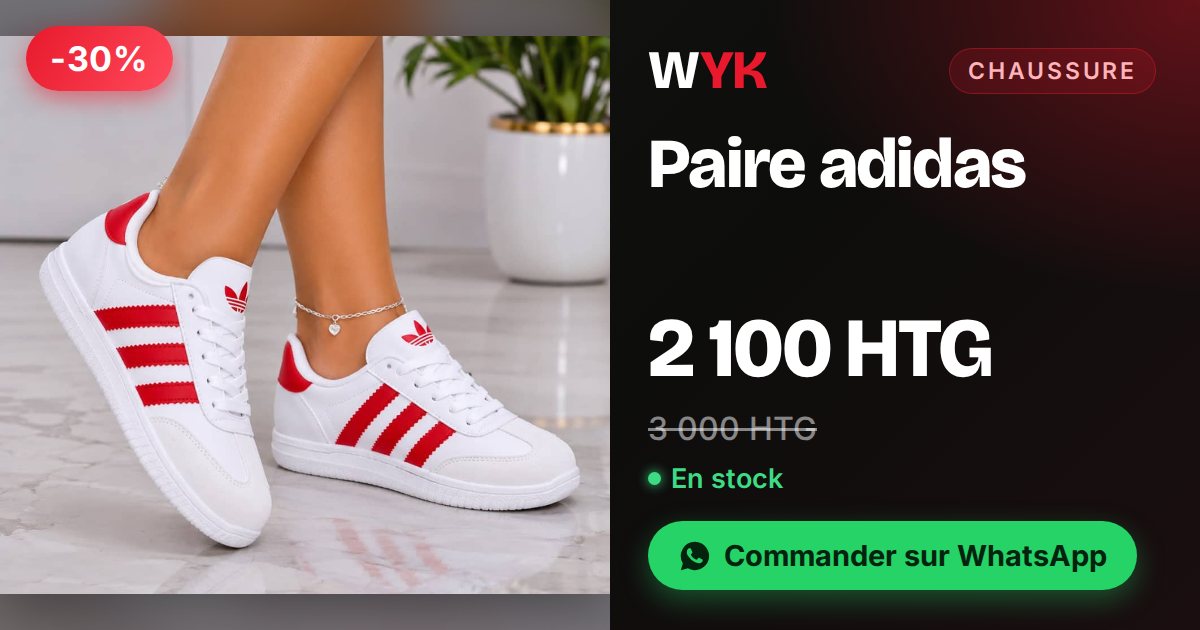 -30%
WYK
CHAUSSURE
Paire adidas
2 100 HTG
3 000 HTG
En stock
Commander sur WhatsApp